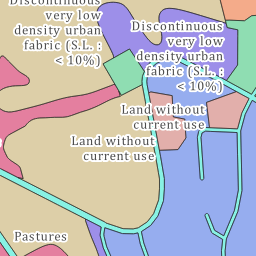 Discontinuous
very low
density urban
fabric (S.L. :
< 10%)
Discontinuous
very low
density urban
fabric (S.L. :
< 10%)
Land without
current use
Land without
current use
Pastures